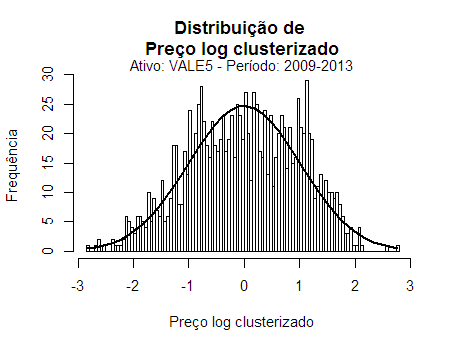 Distribuição de
Preço log clusterizado
Ativo: VALE5 - Período: 2009-2013
Frequência
30
25
20
15
10
5
0
-3 -2 -1 0 1 2 3
Preço log clusterizado